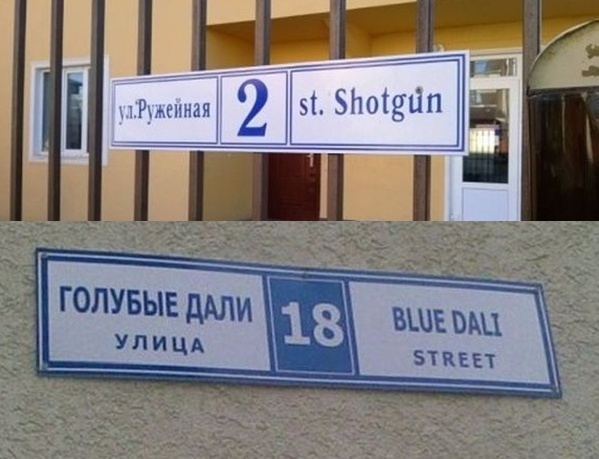 ул.Ружейная 2 st. Shotgun
ГОЛУБЫЕ ДАЛИ
УЛИЦА
18
BLUE DALI
STREET